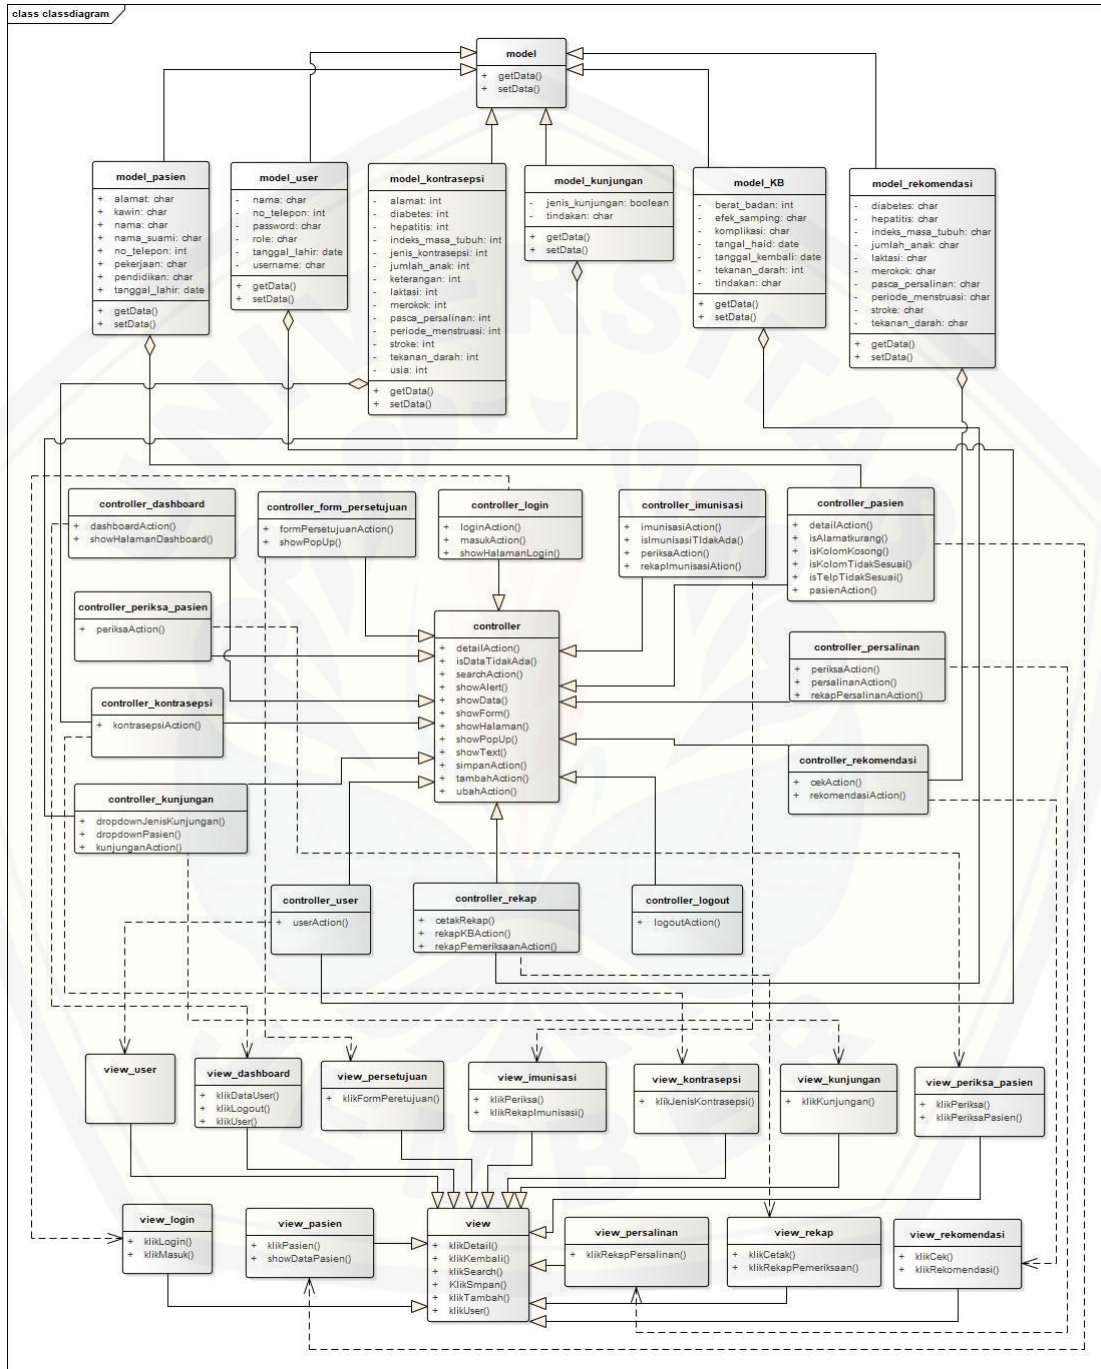 class classdiagram
model
+ getData()
+ setData()
model_pasien
+ alamat: char
+ kawin: char
+ nama: char
+ nama_suami: char
+ no_telepon: int
+ pekerjaan: char
+ pendidikan: char
+ tanggal_lahir: date
+ getData()
+ setData()
model_user
- nama: char
- no_telepon: int
- password: char
- role: char
- tanggal_lahir: date
- username: char
+ getData()
+ setData()
model_kontrasepsi
- alamat: int
- diabetes: int
- hepatitis: int
- indeks_masa_tubuh: int
- jenis_kontrasepsi: int
- jumlah_anak: int
- keterangan: int
- laktasi: int
- merokok: int
- pasca_persalinan: int
- periode_menstruasi: int
- stroke: int
- tekanan_darah: int
- usia: int
+ getData()
+ setData()
model_kunjungan
- jenis_kunjungan: boolean
- tindakan: char
+ getData()
+ setData()
model_KB
- berat_badan: int
- efek_samping: char
- komplikasi: char
- tangal_haid: date
- tanggal_kembali: date
- tekanan_darah: int
- tindakan: char
+ getData()
+ setData()
model_rekomendasi
- diabetes: char
- hepatitis: char
- indeks_masa_tubuh: char
- jumlah_anak: char
- laktasi: char
- merokok: char
- pasca_persalinan: char
- periode_menstruasi: char
- stroke: char
- tekanan_darah: char
+ getData()
+ setData()
controller_dashboard
+ dashboardAction()
+ showHalamanDashboard()
controller_form_persetujuan
+ formPersetujuanAction()
+ showPopUp()
controller_login
+ loginAction()
+ masukAction()
+ showHalamanLogin()
controller_imunisasi
+ imunisasiAction()
+ isImunisasiTIdakAda()
+ periksaAction()
+ rekapImunisasiAtion()
controller_pasien
+ detailAction()
+ isAlamatkurang()
+ isKolomKosong()
+ isKolomTidakSesuai()
+ isTelpTidakSesuai()
+ pasienAction()
controller_periksa_pasien
+ periksaAction()
controller
+ detailAction()
+ isDataTidakAda()
+ searchAction()
+ showAlert()
+ showData()
+ showForm()
+ showHalaman()
+ showPopUp()
+ showText()
+ simpanAction()
+ tambahAction()
+ ubahAction()
controller_persalinan
+ periksaAction()
+ persalinanAction()
+ rekapPersalinanAction()
controller_kontrasepsi
+ kontrasepsiAction()
controller_rekomendasi
+ cekAction()
+ rekomendasiAction()
controller_kunjungan
+ dropdownJenisKunjungan()
+ dropdownPasien()
+ kunjunganAction()
controller_user
+ userAction()
controller_rekap
+ cetakRekap()
+ rekapKBAction()
+ rekapPemeriksaanAction()
controller_logout
+ logoutAction()
view_user
view_dashboard
+ klikDataUser()
+ klikLogout()
+ klikUser()
view_persetujuan
+ klikFormPeretujuan()
view_imunisasi
+ klikPeriksa()
+ klikRekapImunisasi()
view_kontrasepsi
+ klikJenisKontrasepsi()
view_kunjungan
+ klikKunjungan()
view_periksa_pasien
+ klikPeriksa()
+ klikPeriksaPasien()
view_login
+ klikLogin()
+ klikMasuk()
view_pasien
+ klikPasien()
+ showDataPasien()
view
+ klikDetail()
+ klikKembali()
+ klikSearch()
+ KlikSmpan()
+ klikTambah()
+ klikUser()
view_persalinan
+ klikRekapPersalinan()
view_rekap
+ klikCetak()
+ klikRekapPemeriksaan()
view_rekomendasi
+ klikCek()
+ klikRekomendasi()